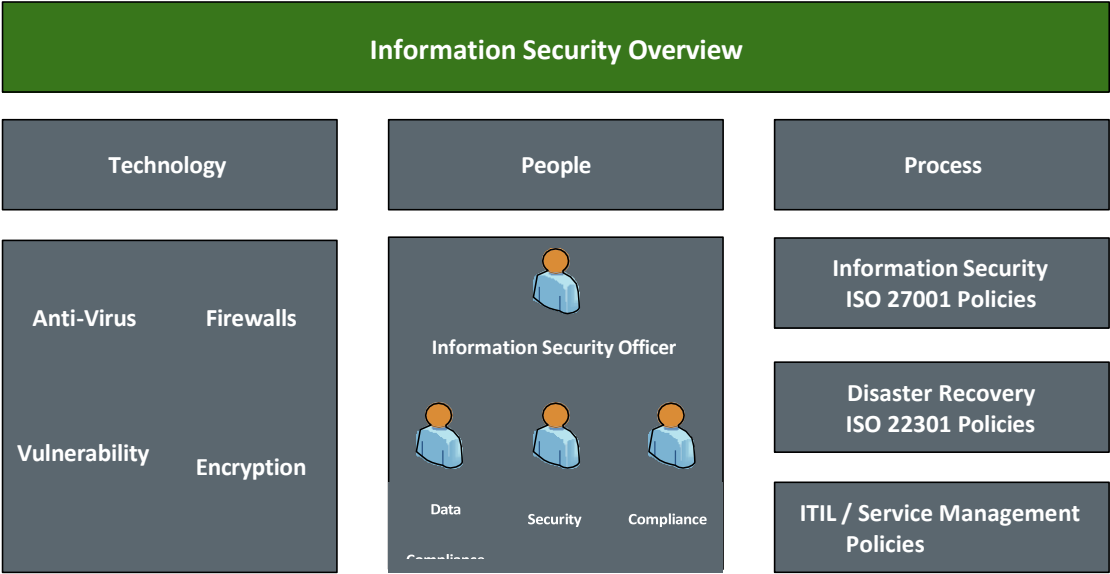 Information Security Overview
Technology
People
Process
Anti-Virus
Firewalls
Vulnerability
Encryption
Information Security Officer
Data
Security
Compliance
Compliance
Information Security
ISO 27001 Policies
Disaster Recovery
ISO 22301 Policies
ITIL / Service Management
Policies